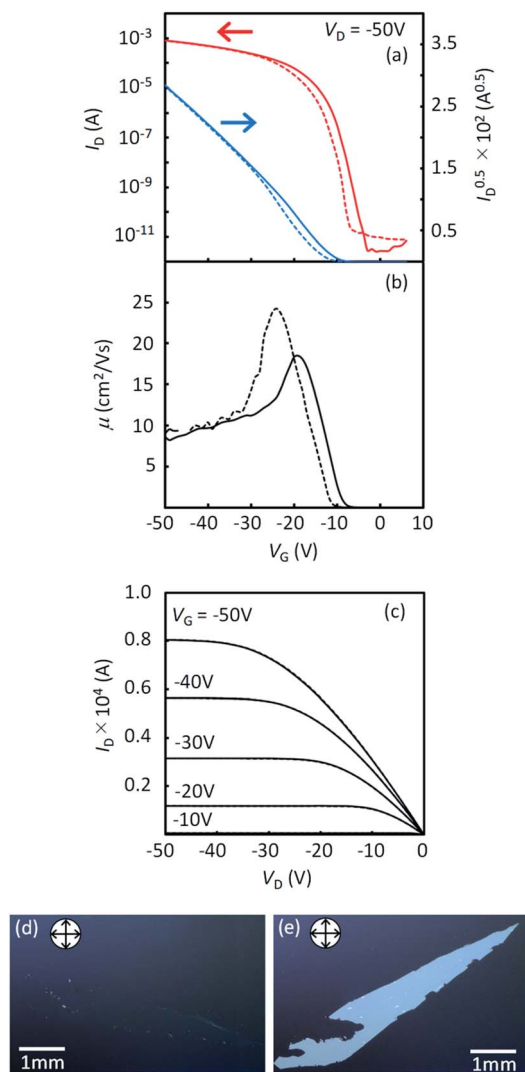 V_D = -50V
(a)
10^-3
10^-5
10^-7
10^-9
10^-11
I_D (A)
3.5
2.5
1.5
0.5
I_D^0.5 × 10^2 (A^0.5)
(b)
25
20
15
10
5
μ (cm^2/Vs)
-50 -40 -30 -20 -10 0 10
V_G (V)
(c)
1.0
0.8
0.6
0.4
0.2
I_D × 10^4 (A)
V_G = -50V
-40V
-30V
-20V
-10V
-50 -40 -30 -20 -10 0
V_D (V)
(d)
1mm
(e)
1mm